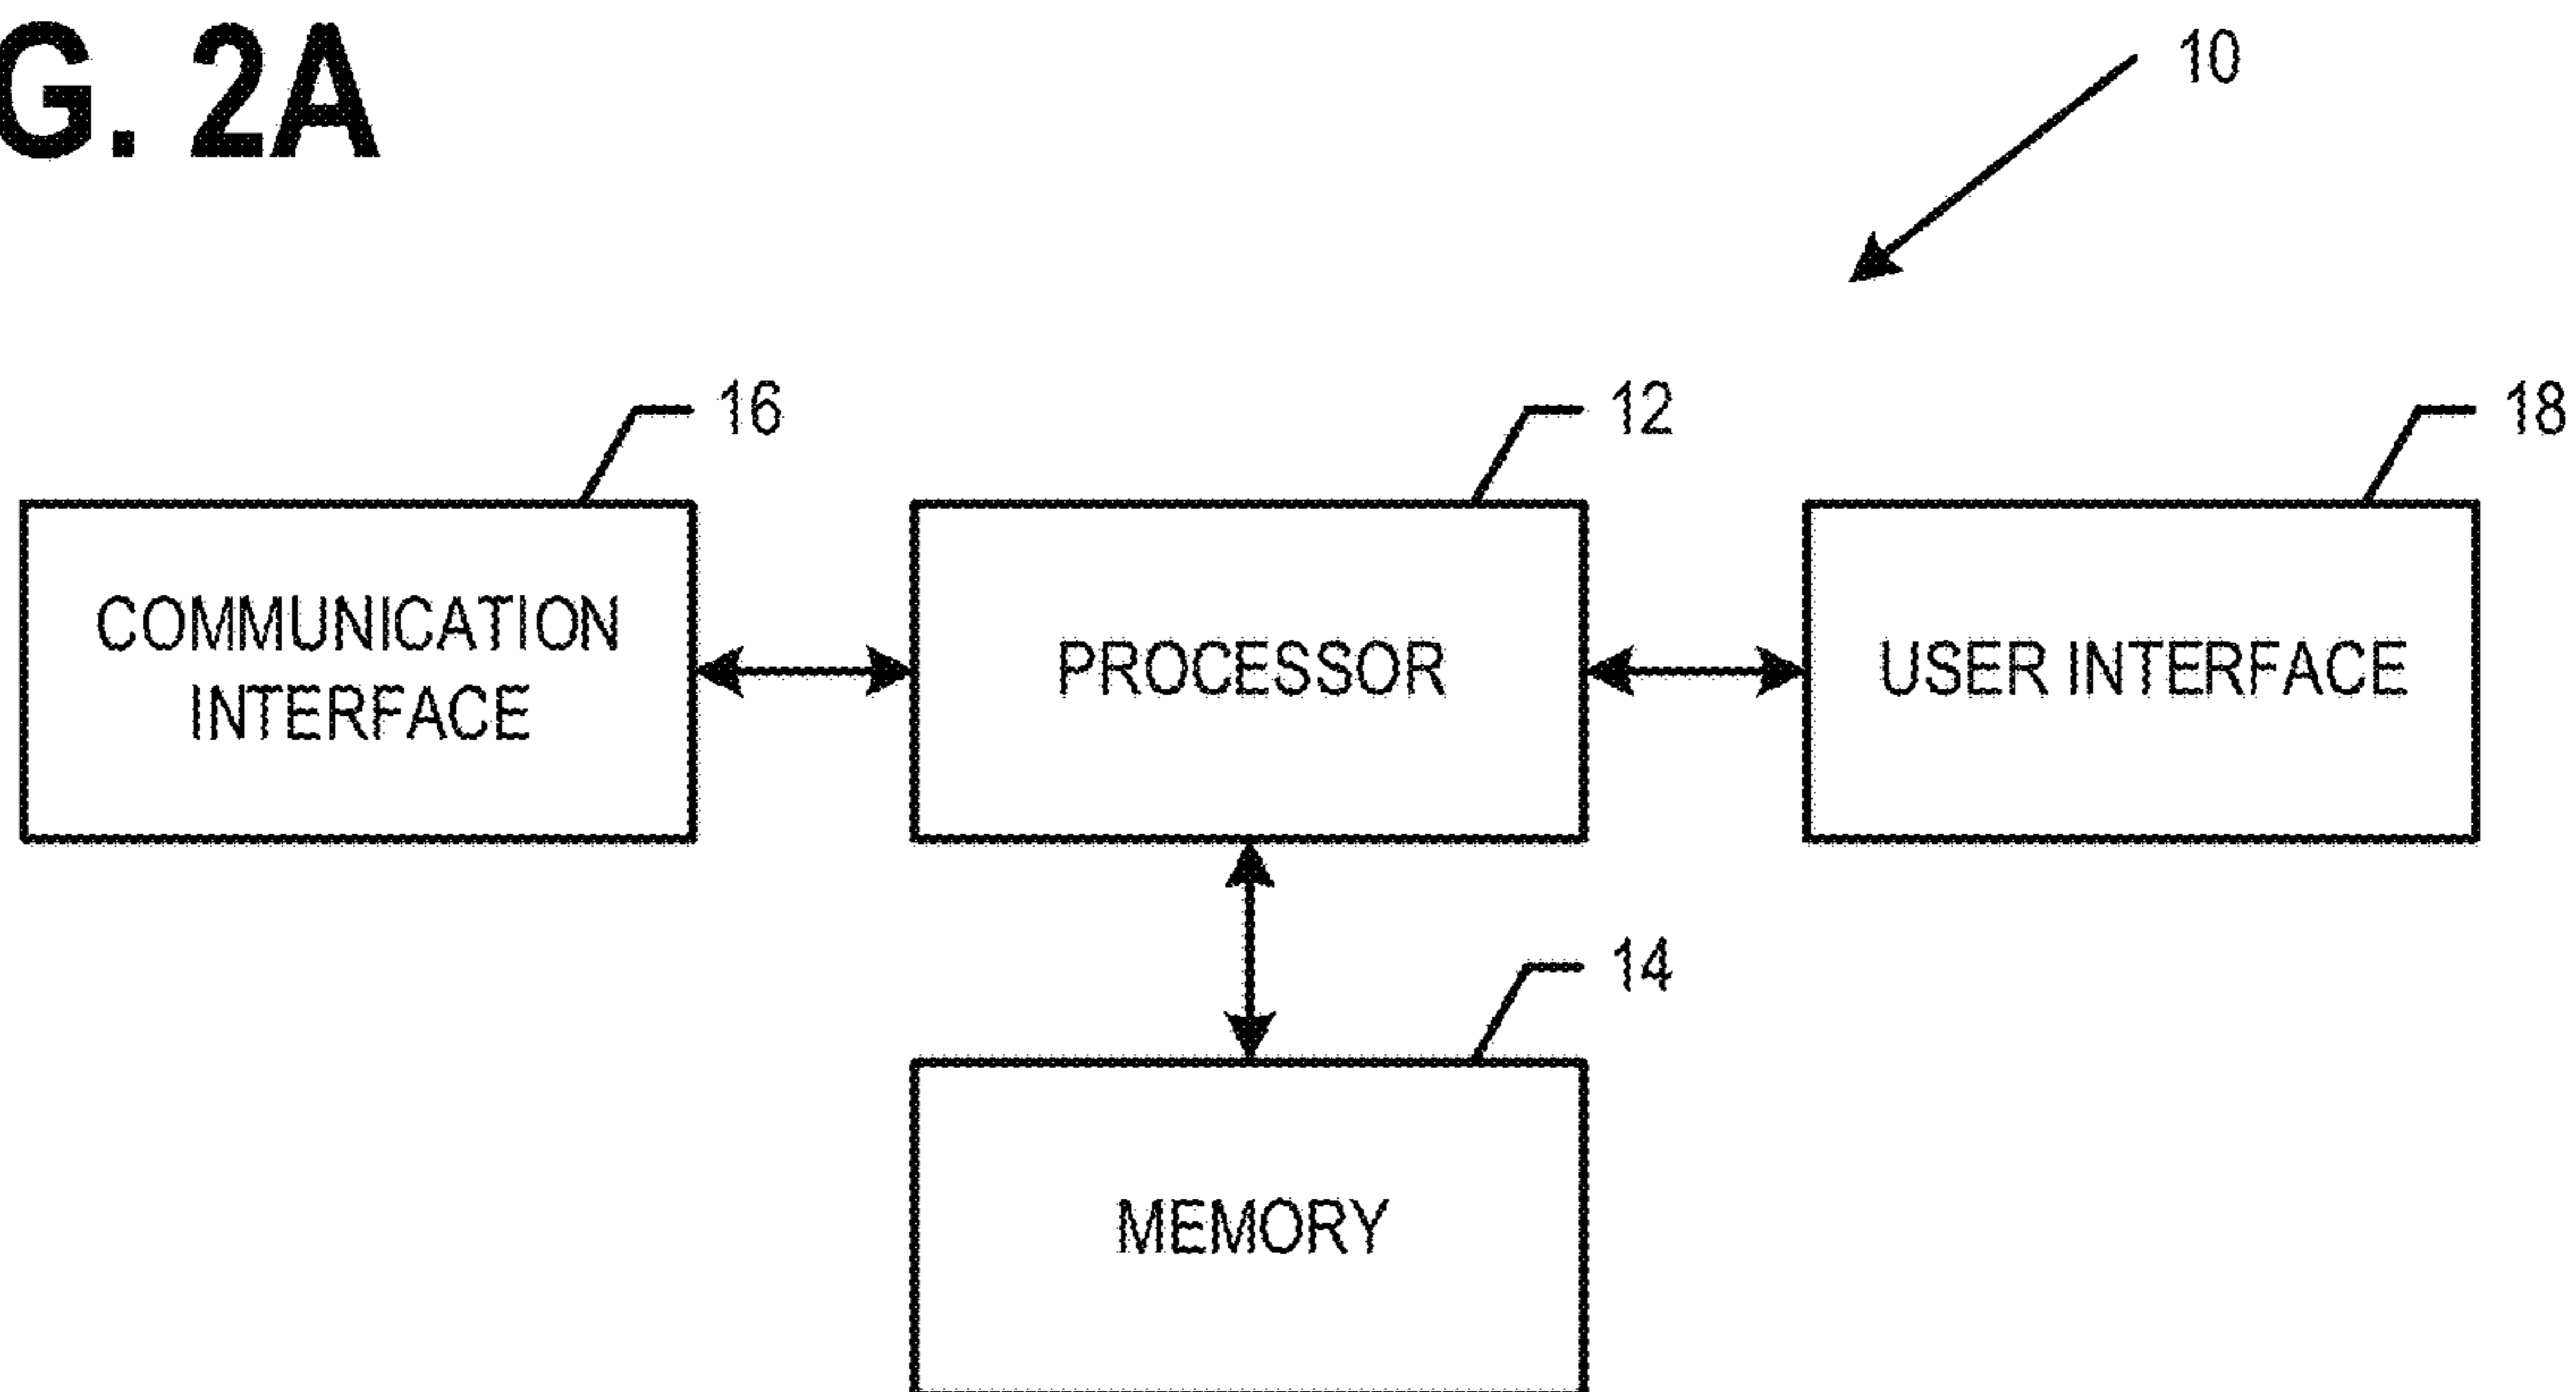 G. 2A
10
16
12
18
COMMUNICATION
INTERFACE
PROCESSOR
USER INTERFACE
14
MEMORY